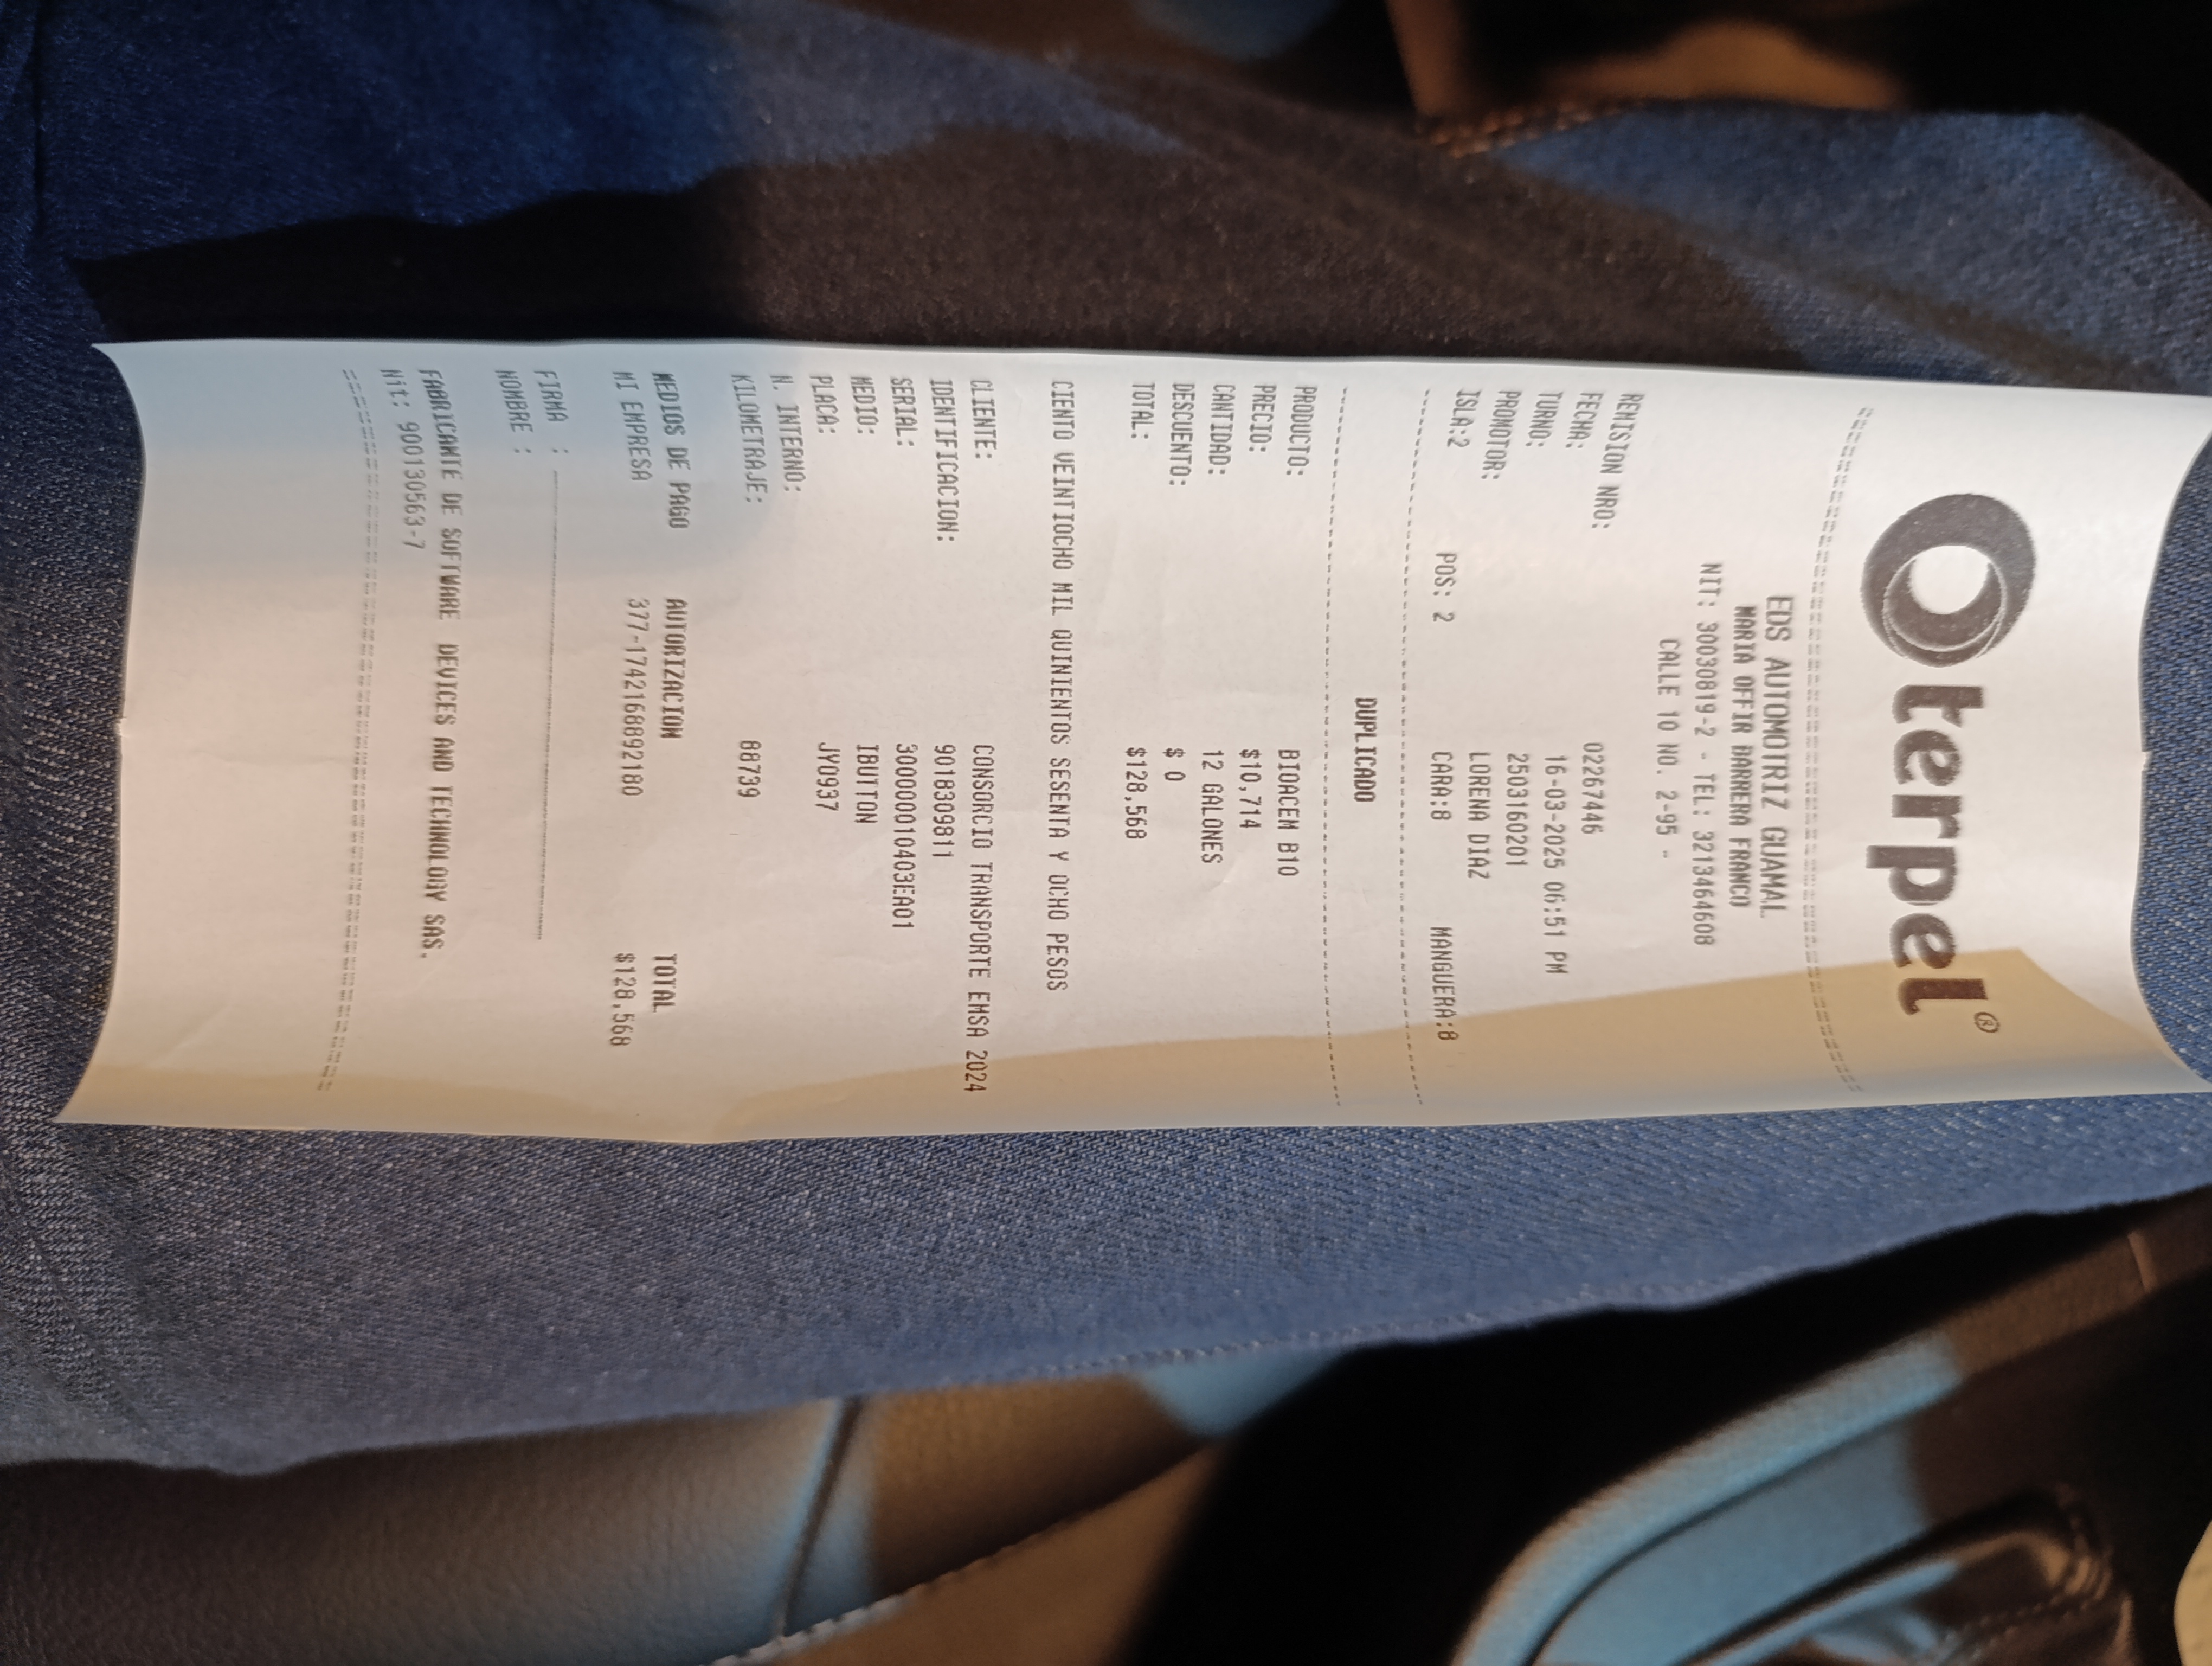 terpel®
EDS AUTOMOTRIZ GUAMAL
MARIA OFFIR BARRERA FRANCO
NIT: 30030819-2 - TEL: 3213464608
CALLE 10 NO. 2-95 -
REMISION NRO: 02267446
FECHA: 16-03-2025 06:51 PM
TURNO: 2503160201
PROMOTOR: LORENA DIAZ
ISLA:2 POS: 2 CARA:8 MANGUERA:8
DUPLICADO
PRODUCTO: BIOACEM B10
PRECIO: $10,714
CANTIDAD: 12 GALONES
DESCUENTO: $ 0
TOTAL: $128,568
CIENTO VEINTIOCHO MIL QUINIENTOS SESENTA Y OCHO PESOS
CLIENTE: CONSORCIO TRANSPORTE EMSA 2024
IDENTIFICACION: 9018309811
SERIAL: 30000010403EA01
MEDIO: IBUTTON
PLACA: JYO937
N. INTERNO:
KILOMETRAJE: 88739
MEDIOS DE PAGO AUTORIZACION TOTAL
MI EMPRESA 377-1742168892180 $128,568
FIRMA :
NOMBRE :
FABRICANTE DE SOFTWARE DEVICES AND TECHNOLOGY SAS.
Nit: 900130563-7